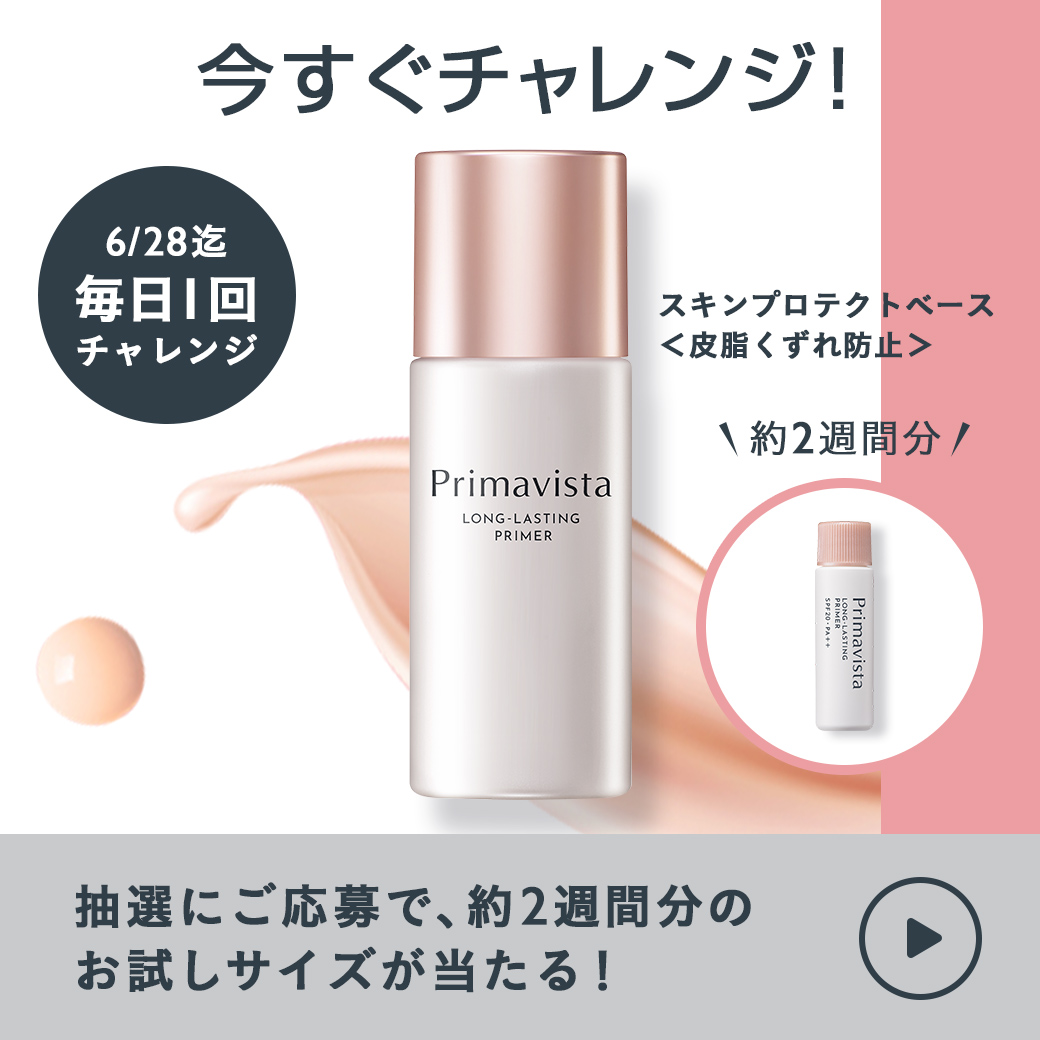 今すぐチャレンジ!
6/28迄
毎日1回
チャレンジ
スキンプロテクトベース
＜皮脂くずれ防止＞
約2週間分
Primavista
LONG-LASTING
PRIMER
Primavista
LONG-LASTING
PRIMER
SPF20・PA++
抽選にご応募で、約2週間分の
お試しサイズが当たる！